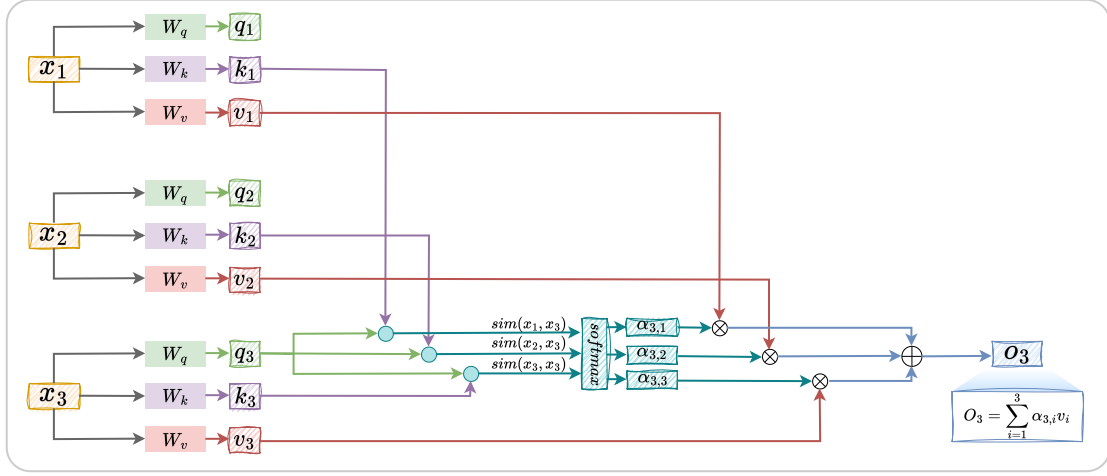 W_q q_1
x_1 W_k k_1
W_v v_1
W_q q_2
x_2 W_k k_2
W_v v_2
sim(x_1, x_3) softmax α_{3,1}
W_q q_3 sim(x_2, x_3) α_{3,2} O_3
sim(x_3, x_3) α_{3,3}
x_3 W_k k_3
W_v v_3
O_3 = \sum_{i=1}^{3} α_{3,i} v_i